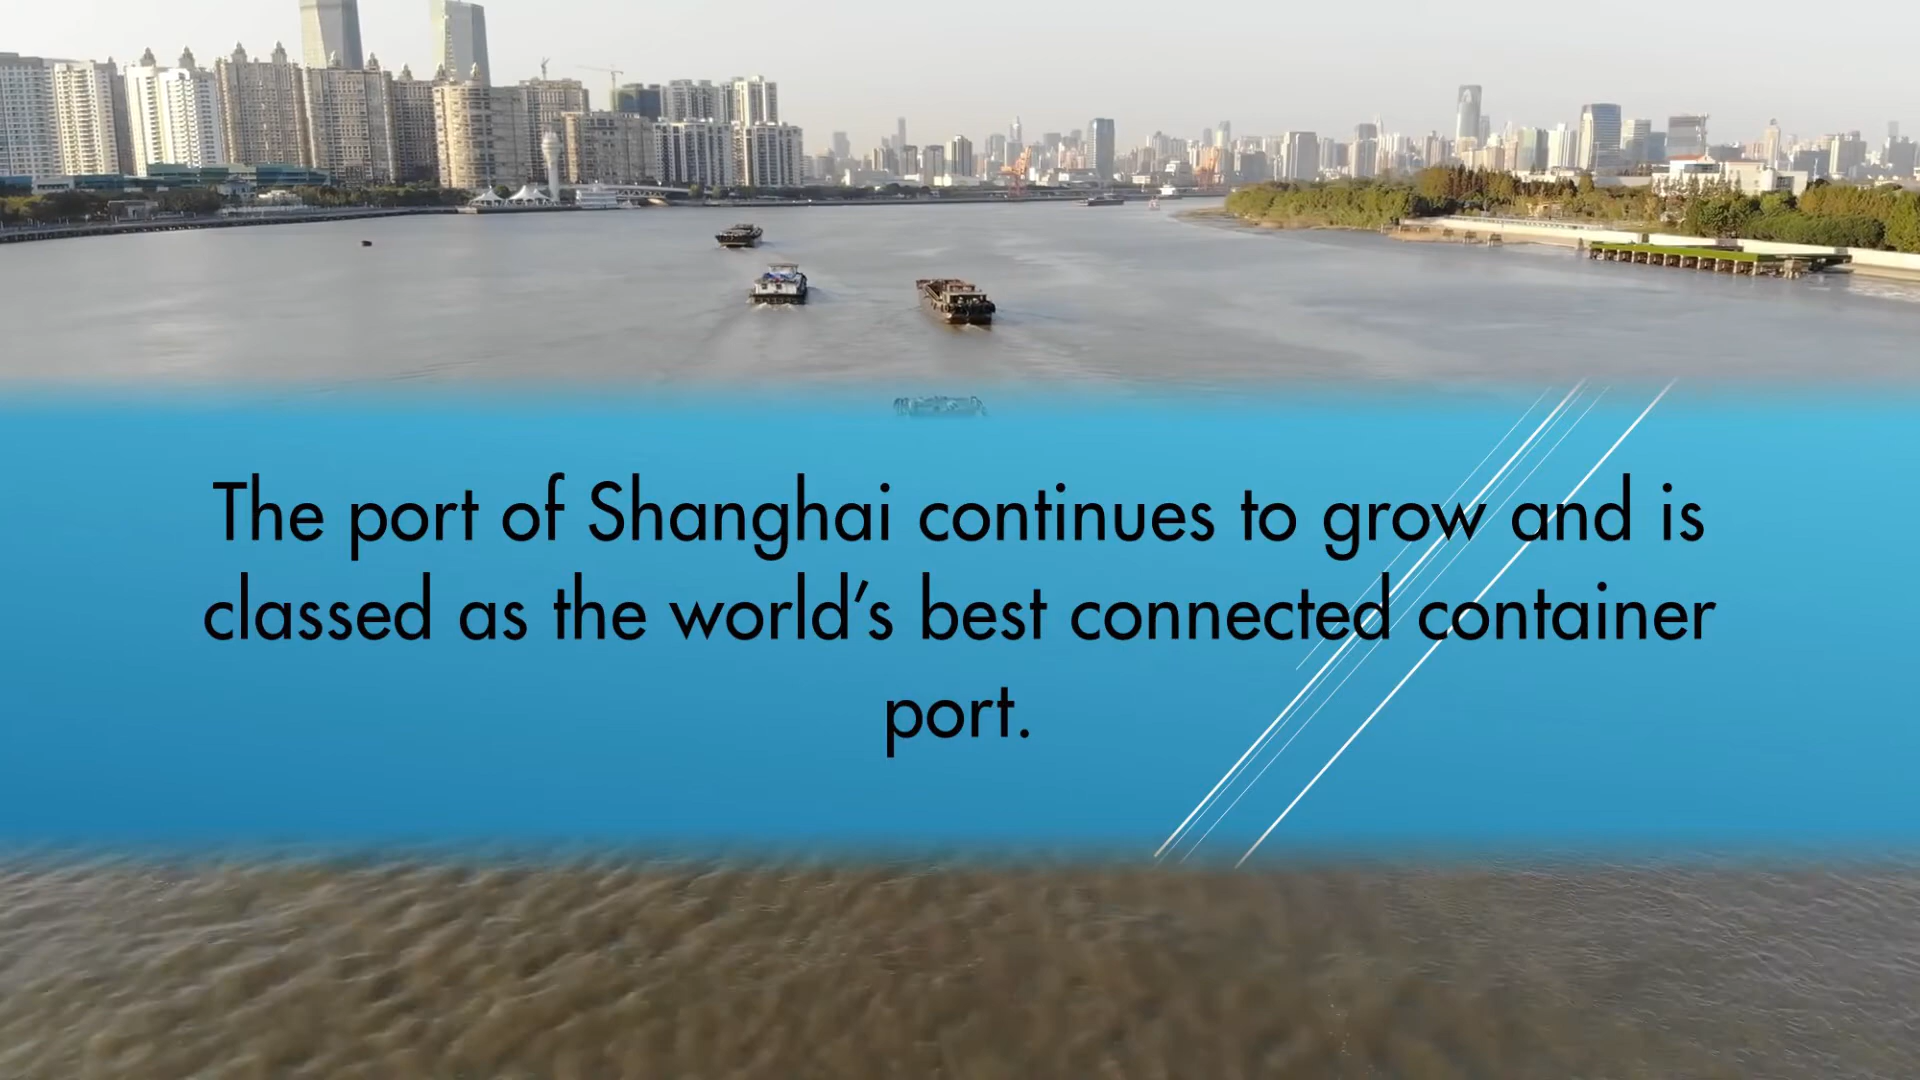 The port of Shanghai continues to grow and is
classed as the world’s best connected container
port.